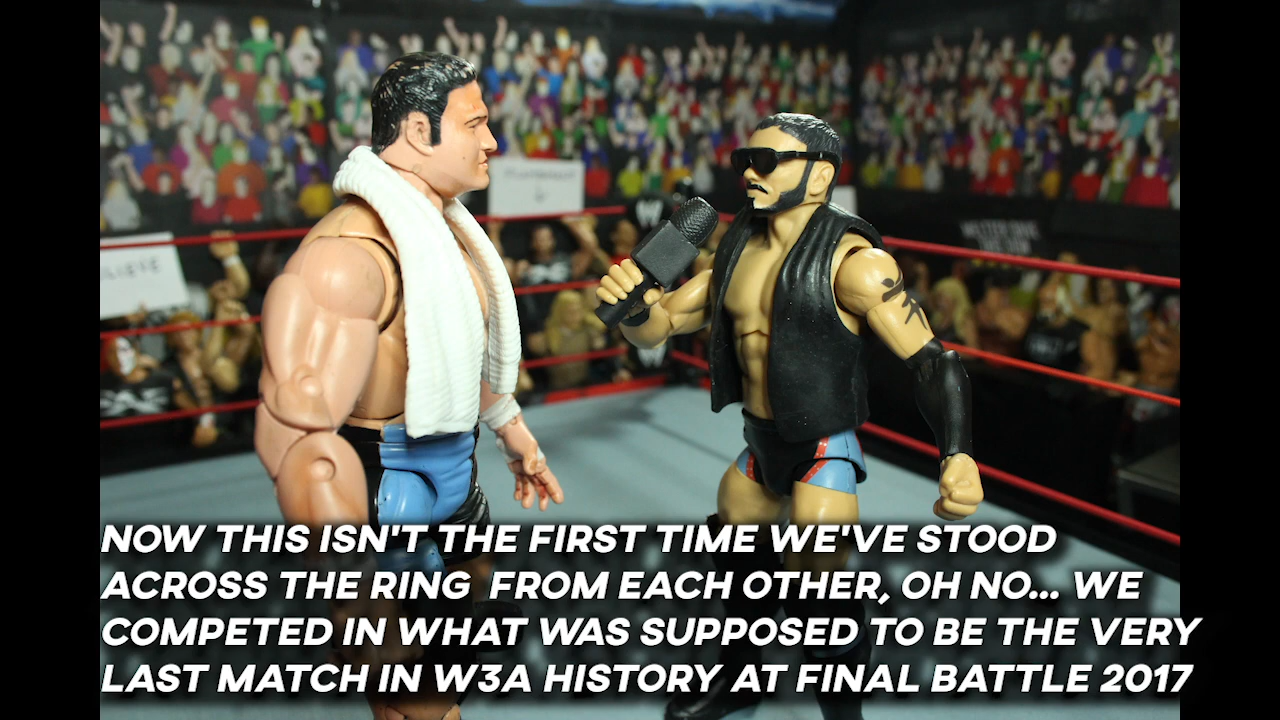 NOW THIS ISN'T THE FIRST TIME WE'VE STOOD
ACROSS THE RING FROM EACH OTHER, OH NO... WE
COMPETED IN WHAT WAS SUPPOSED TO BE THE VERY
LAST MATCH IN W3A HISTORY AT FINAL BATTLE 2017